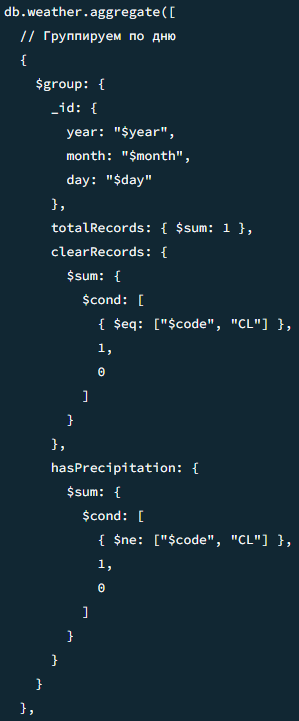 db.weather.aggregate([
  // Группируем по дню
  {
    $group: {
      _id: {
        year: "$year",
        month: "$month",
        day: "$day"
      },
      totalRecords: { $sum: 1 },
      clearRecords: {
        $sum: {
          $cond: [
            { $eq: ["$code", "CL"] },
            1,
            0
          ]
        }
      },
      hasPrecipitation: {
        $sum: {
          $cond: [
            { $ne: ["$code", "CL"] },
            1,
            0
          ]
        }
      }
    }
  },